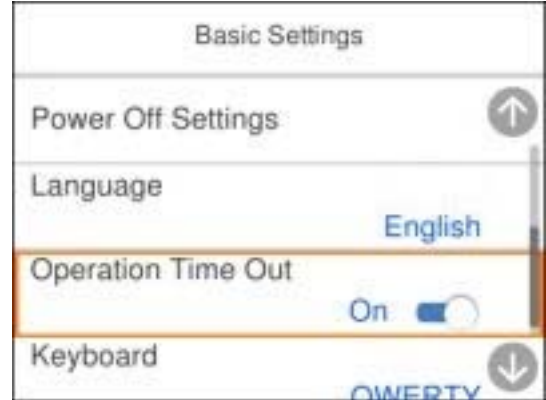 Basic Settings
Power Off Settings
Language
English
Operation Time Out
On
Keyboard
QWERTY